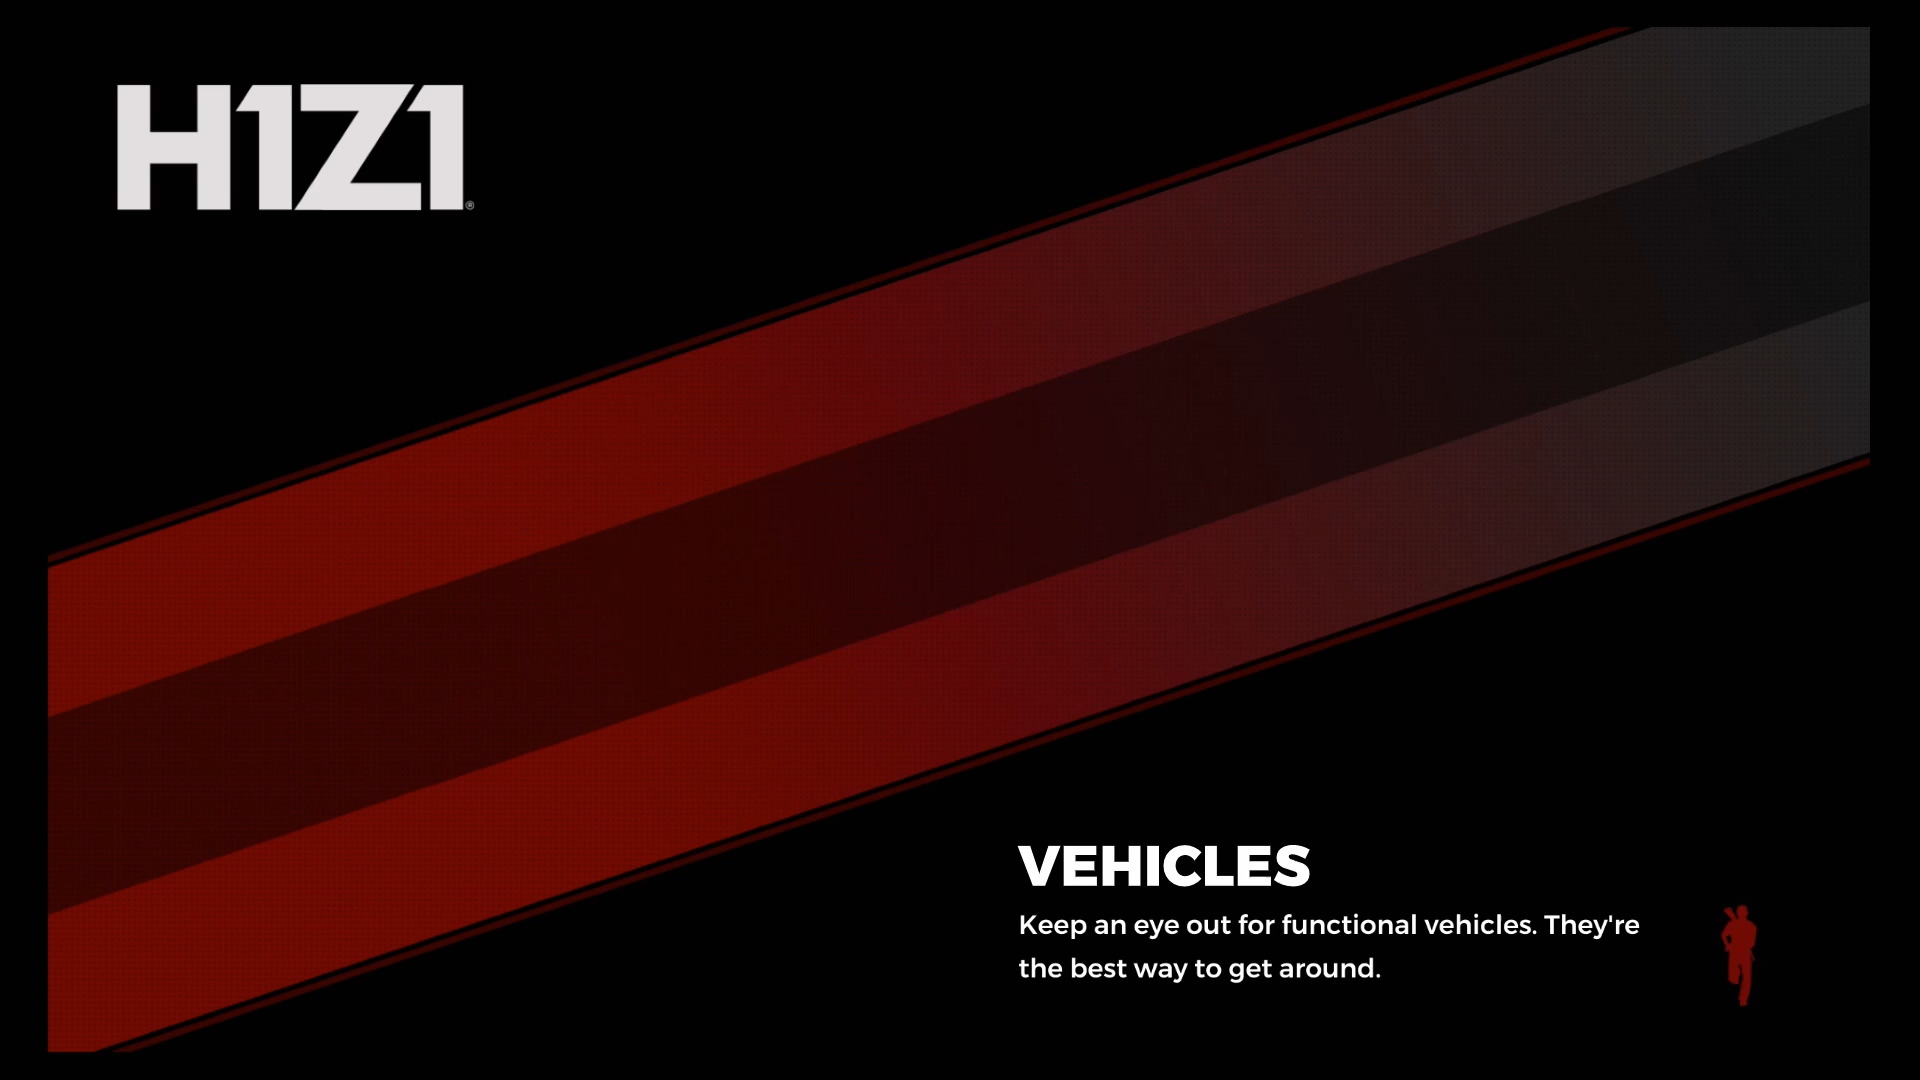 H1Z1®
VEHICLES
Keep an eye out for functional vehicles. They're
the best way to get around.